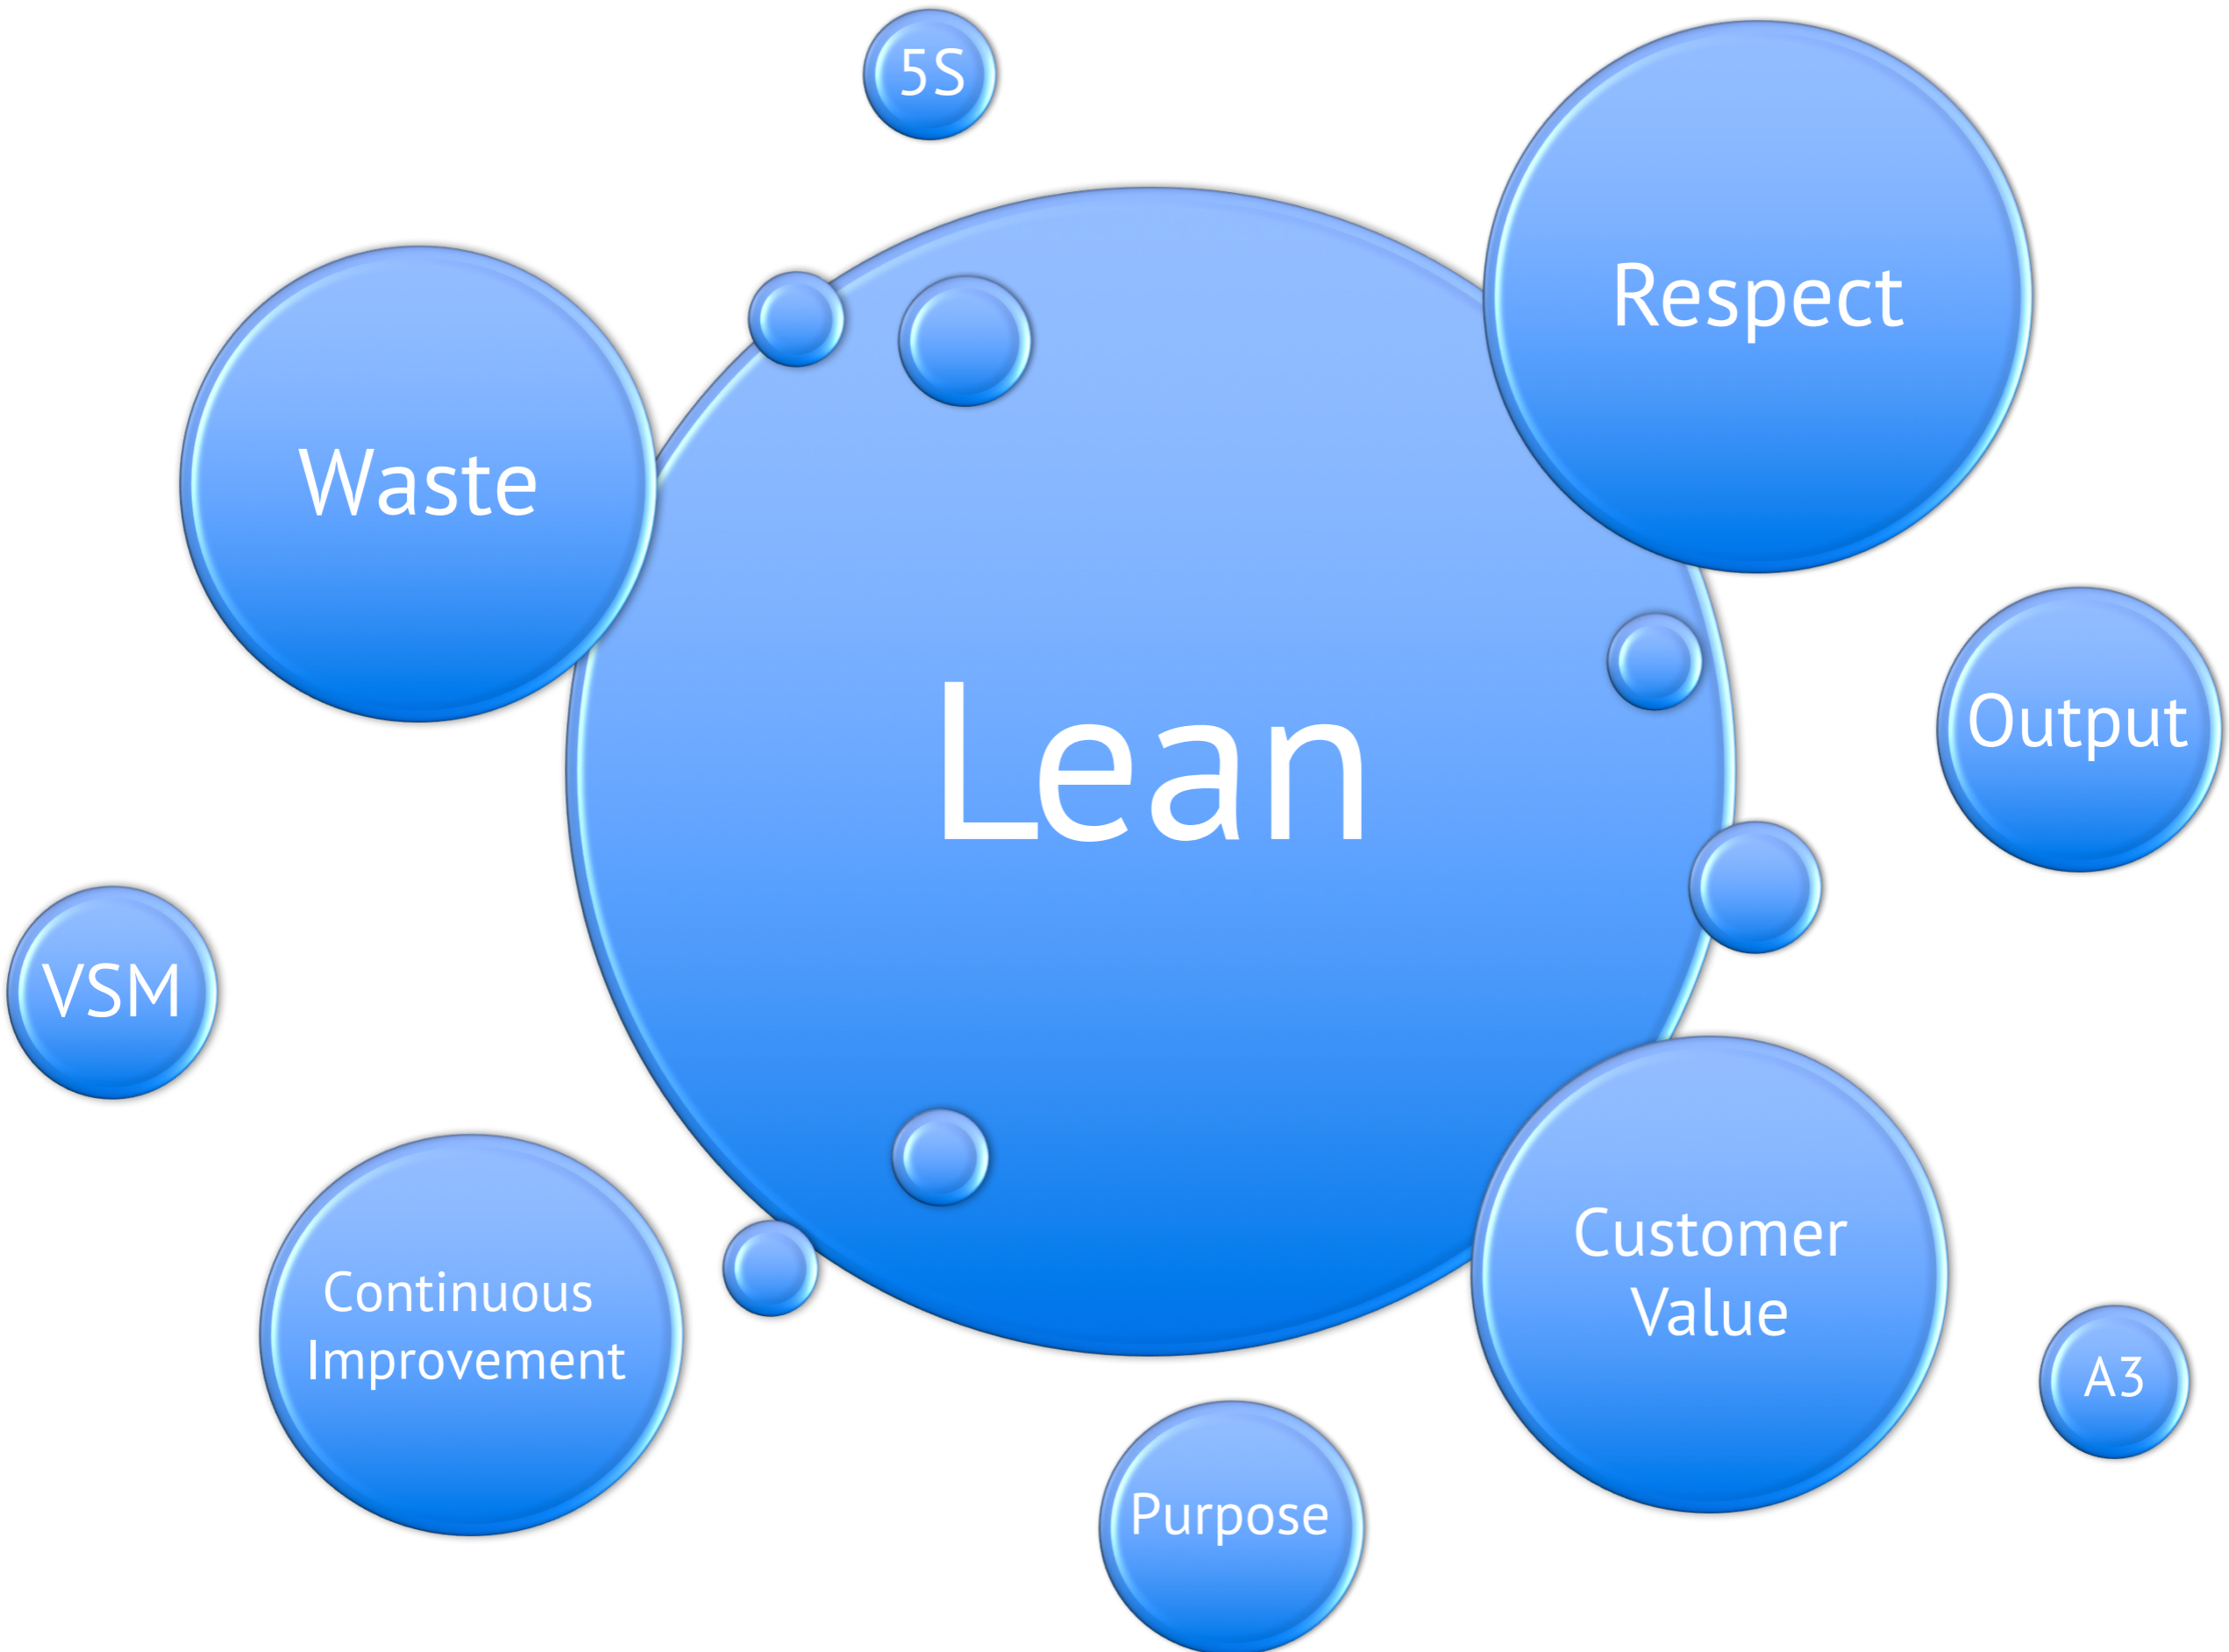 5S
Respect
Waste
Lean
Output
VSM
Customer
Value
Continuous
Improvement
A3
Purpose